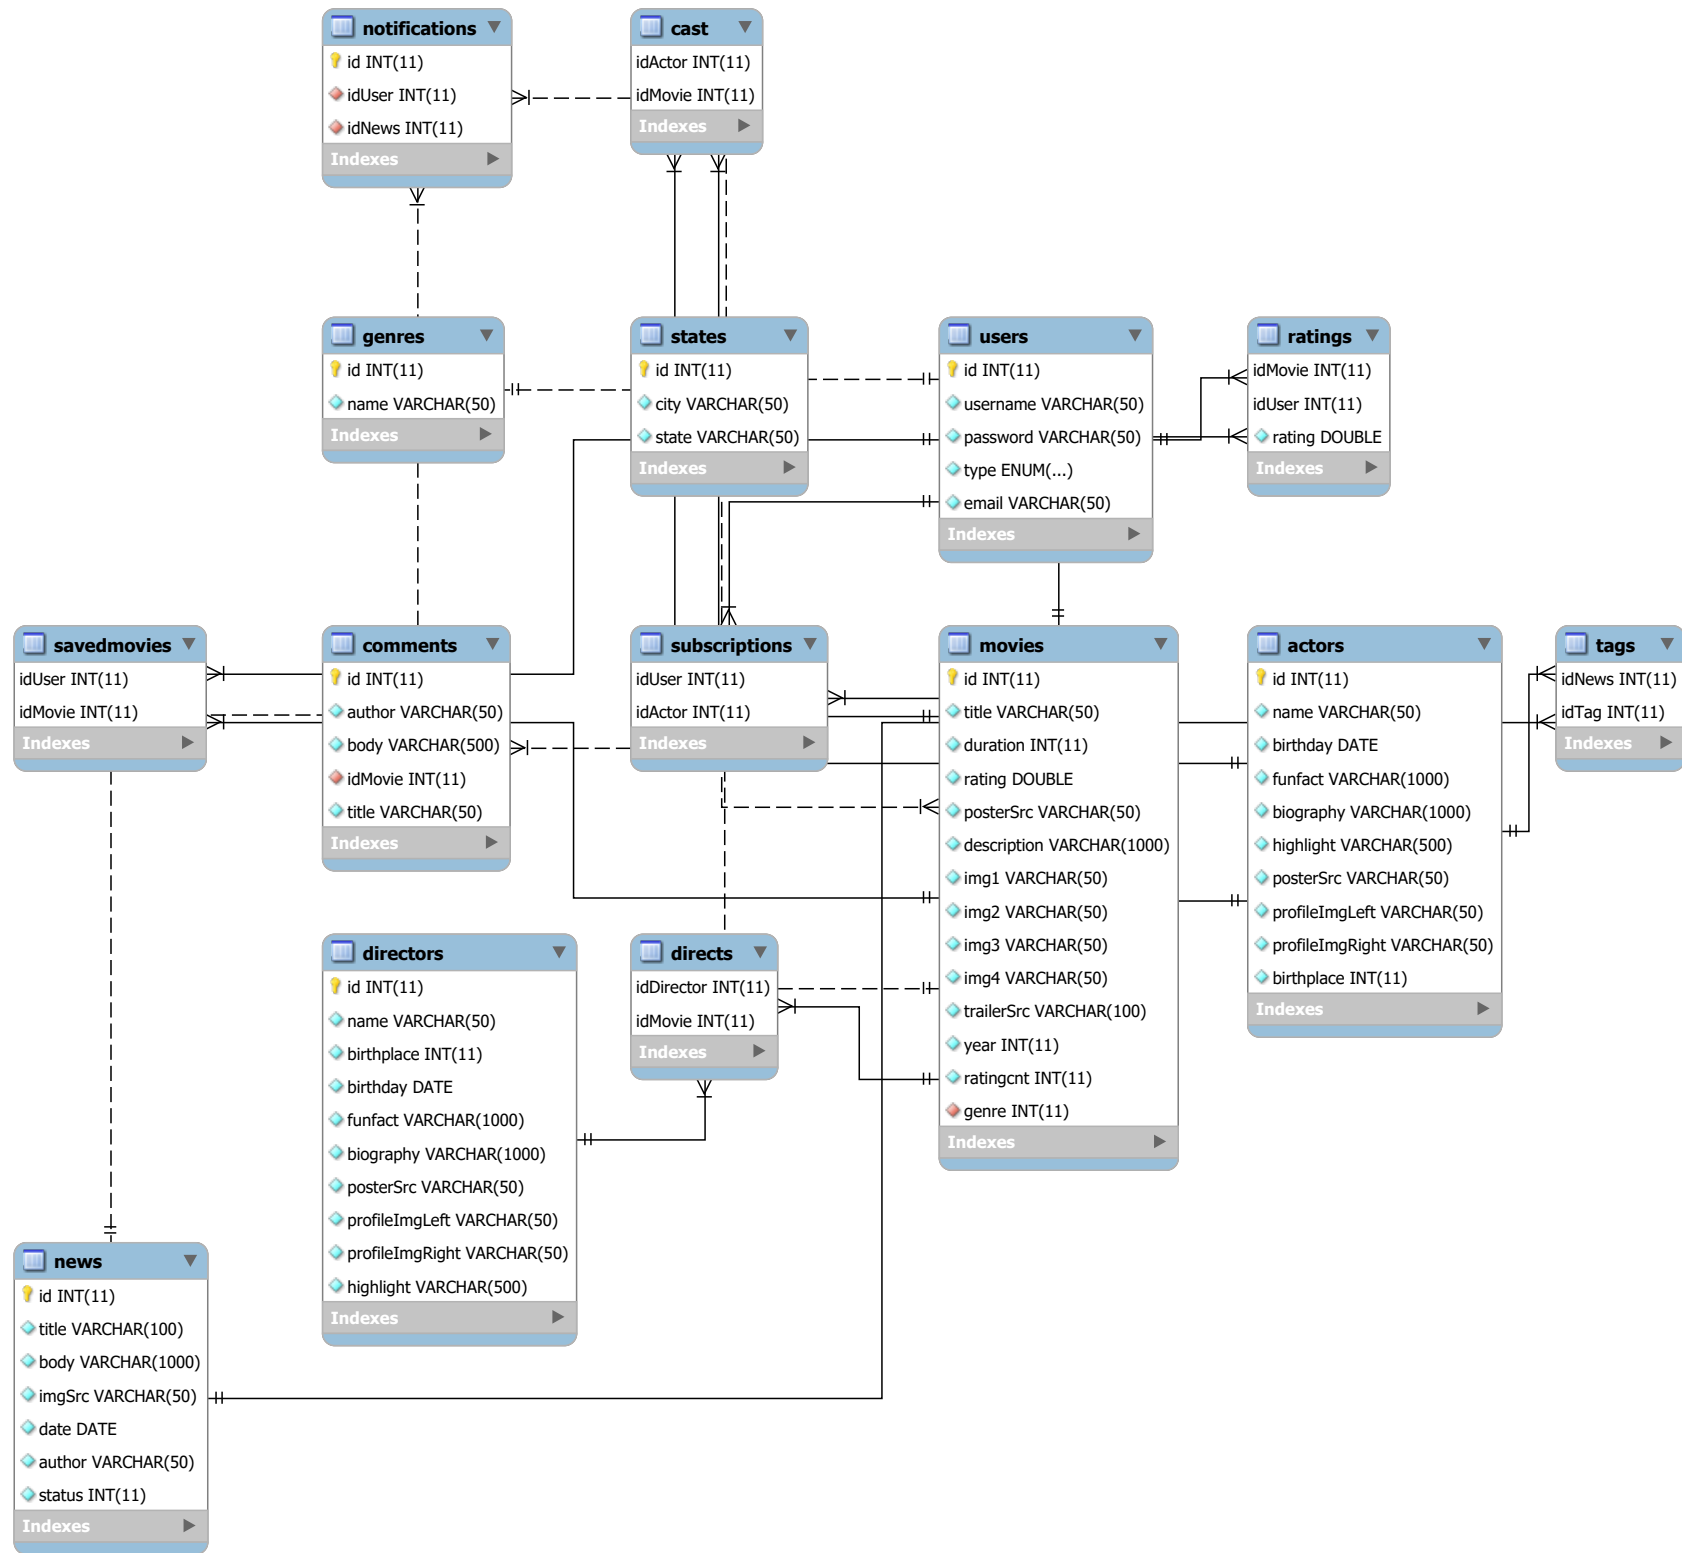 notifications
id INT(11)
idUser INT(11)
idNews INT(11)
Indexes
cast
idActor INT(11)
idMovie INT(11)
Indexes
genres
id INT(11)
name VARCHAR(50)
Indexes
states
id INT(11)
city VARCHAR(50)
state VARCHAR(50)
Indexes
users
id INT(11)
username VARCHAR(50)
password VARCHAR(50)
type ENUM(...)
email VARCHAR(50)
Indexes
ratings
idMovie INT(11)
idUser INT(11)
rating DOUBLE
Indexes
savedmovies
idUser INT(11)
idMovie INT(11)
Indexes
comments
id INT(11)
author VARCHAR(50)
body VARCHAR(500)
idMovie INT(11)
title VARCHAR(50)
Indexes
subscriptions
idUser INT(11)
idActor INT(11)
Indexes
movies
id INT(11)
title VARCHAR(50)
duration INT(11)
rating DOUBLE
posterSrc VARCHAR(50)
description VARCHAR(1000)
img1 VARCHAR(50)
img2 VARCHAR(50)
img3 VARCHAR(50)
img4 VARCHAR(50)
trailerSrc VARCHAR(100)
year INT(11)
ratingcnt INT(11)
genre INT(11)
Indexes
actors
id INT(11)
name VARCHAR(50)
birthday DATE
funfact VARCHAR(1000)
biography VARCHAR(1000)
highlight VARCHAR(500)
posterSrc VARCHAR(50)
profileImgLeft VARCHAR(50)
profileImgRight VARCHAR(50)
birthplace INT(11)
Indexes
tags
idNews INT(11)
idTag INT(11)
Indexes
directors
id INT(11)
name VARCHAR(50)
birthplace INT(11)
birthday DATE
funfact VARCHAR(1000)
biography VARCHAR(1000)
posterSrc VARCHAR(50)
profileImgLeft VARCHAR(50)
profileImgRight VARCHAR(50)
highlight VARCHAR(500)
Indexes
directs
idDirector INT(11)
idMovie INT(11)
Indexes
news
id INT(11)
title VARCHAR(100)
body VARCHAR(1000)
imgSrc VARCHAR(50)
date DATE
author VARCHAR(50)
status INT(11)
Indexes